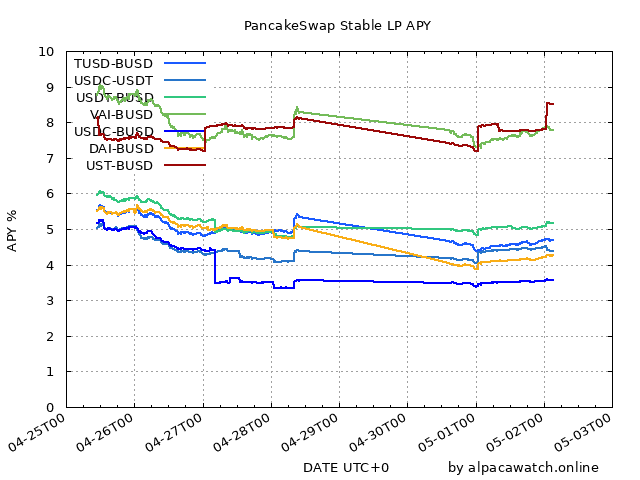 PancakeSwap Stable LP APY
APY %
10
9
8
7
6
5
4
3
2
1
0
TUSD-BUSD
USDC-USDT
USDT-BUSD
VAI-BUSD
USDC-BUSD
DAI-BUSD
UST-BUSD
04-25T00
04-26T00
04-27T00
04-28T00
04-29T00
04-30T00
05-01T00
05-02T00
05-03T00
DATE UTC+0
by alpacawatch.online